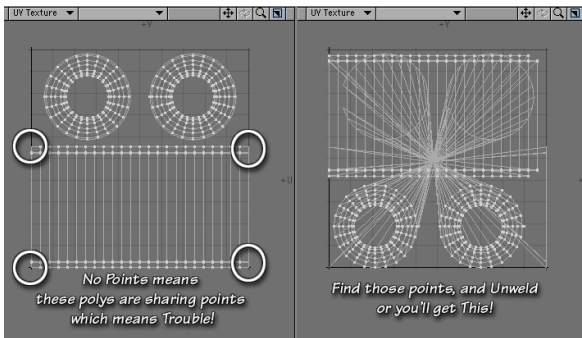 UV Texture
UV Texture
+V
+V
+U
No Points means
these polys are sharing points
which means Trouble!
Find those points, and Unweld
or you'll get This!